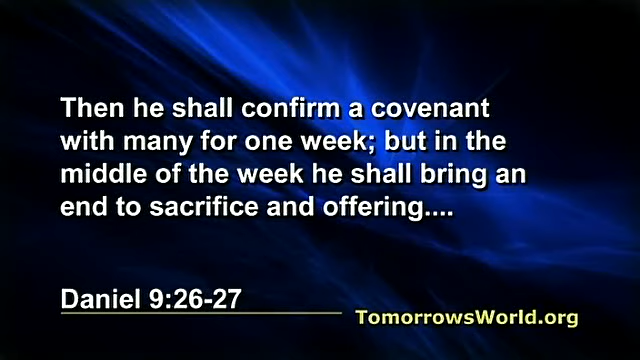 Then he shall confirm a covenant
with many for one week; but in the
middle of the week he shall bring an
end to sacrifice and offering....
Daniel 9:26-27
TomorrowsWorld.org